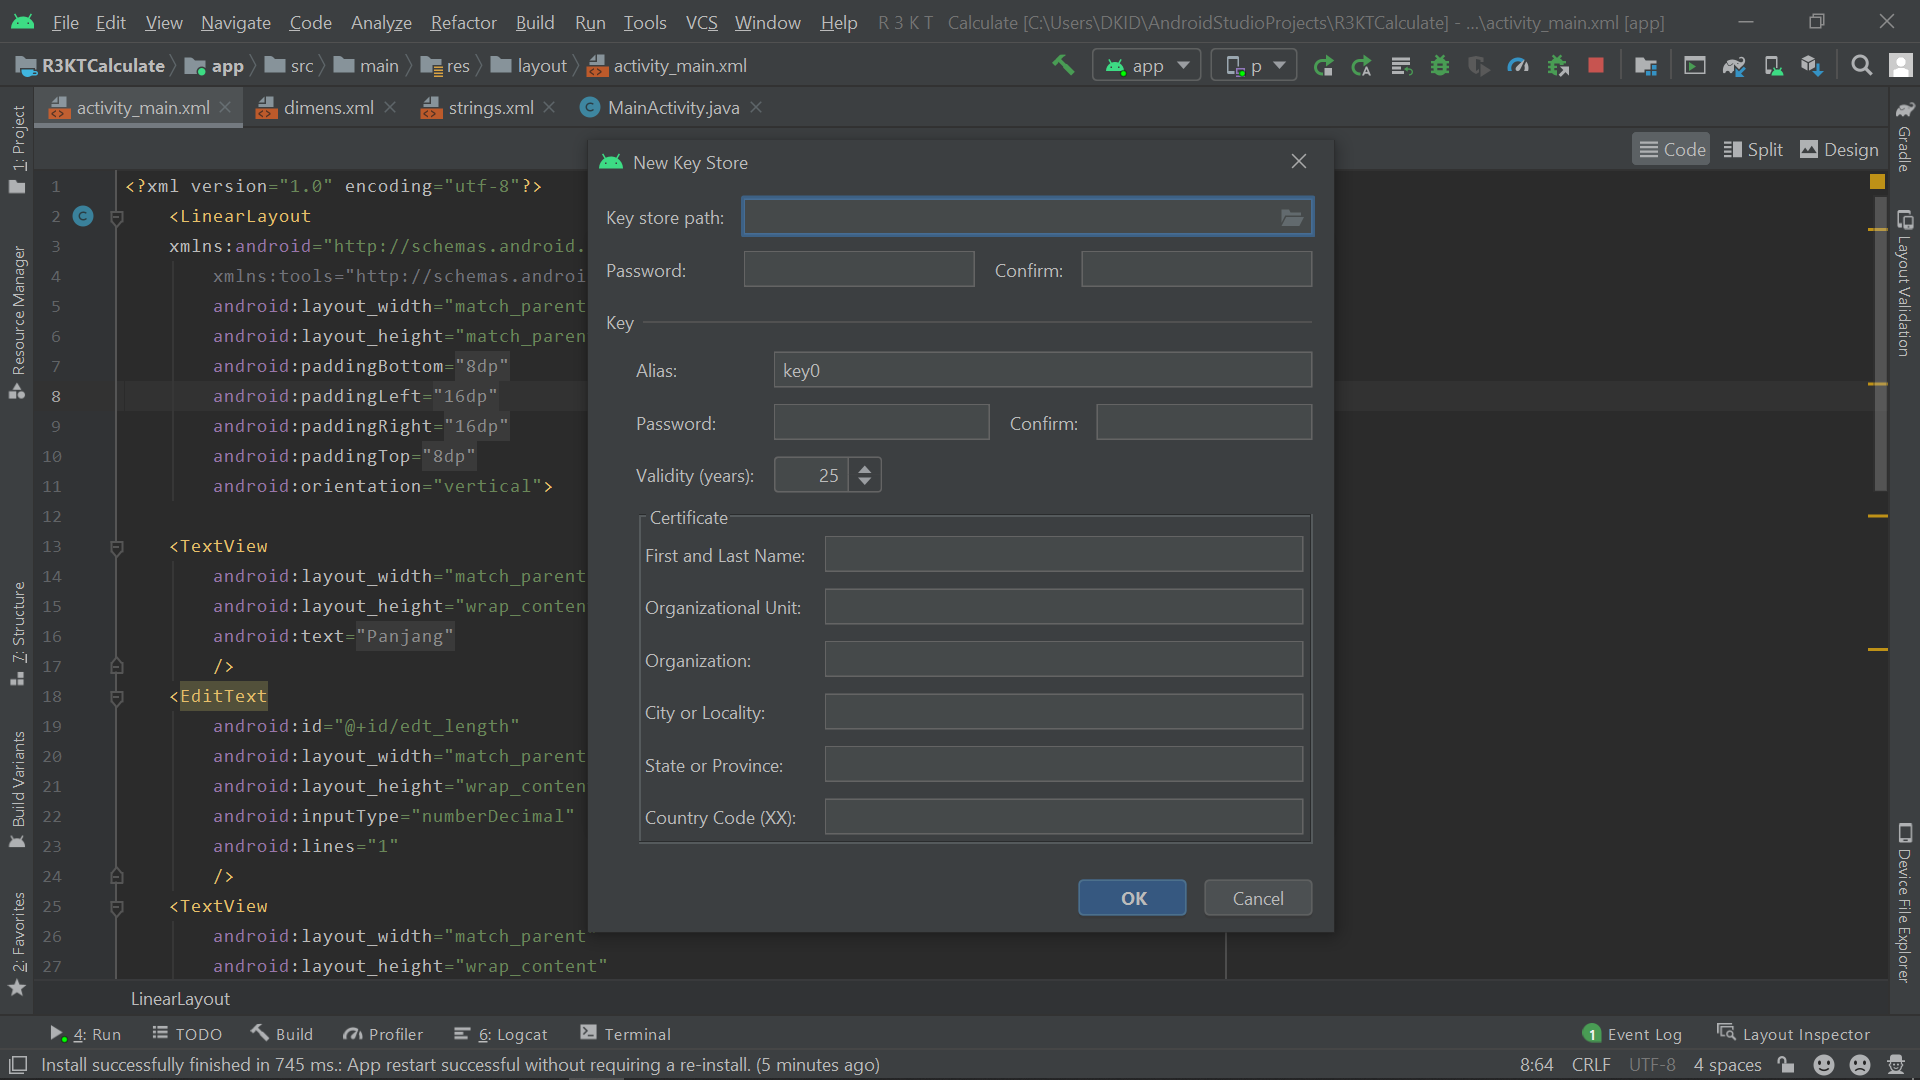 File Edit View Navigate Code Analyze Refactor Build Run Tools VCS Window Help R 3 K T Calculate [C:\Users\DKID\AndroidStudioProjects\R3KTCalculate] - ...\activity_main.xml [app]
R3KTCalculate app src main res layout activity_main.xml app p
activity_main.xml dimens.xml strings.xml MainActivity.java
Code Split Design
1: Project
Resource Manager
7: Structure
Build Variants
2: Favorites
1 <?xml version="1.0" encoding="utf-8"?>
2 <LinearLayout
3 xmlns:android="http://schemas.android.
4 xmlns:tools="http://schemas.androi
5 android:layout_width="match_parent
6 android:layout_height="match_paren
7 android:paddingBottom="8dp"
8 android:paddingLeft="16dp"
9 android:paddingRight="16dp"
10 android:paddingTop="8dp"
11 android:orientation="vertical">
12
13 <TextView
14 android:layout_width="match_parent
15 android:layout_height="wrap_conten
16 android:text="Panjang"
17 />
18 <EditText
19 android:id="@+id/edt_length"
20 android:layout_width="match_parent
21 android:layout_height="wrap_conten
22 android:inputType="numberDecimal"
23 android:lines="1"
24 />
25 <TextView
26 android:layout_width="match_parent
27 android:layout_height="wrap_content"
New Key Store
Key store path:
Password: Confirm:
Key
Alias: key0
Password: Confirm:
Validity (years): 25
Certificate
First and Last Name:
Organizational Unit:
Organization:
City or Locality:
State or Province:
Country Code (XX):
OK Cancel
Gradle
Layout Validation
Device File Explorer
LinearLayout
4: Run TODO Build Profiler 6: Logcat Terminal 1 Event Log Layout Inspector
Install successfully finished in 745 ms.: App restart successful without requiring a re-install. (5 minutes ago) 8:64 CRLF UTF-8 4 spaces